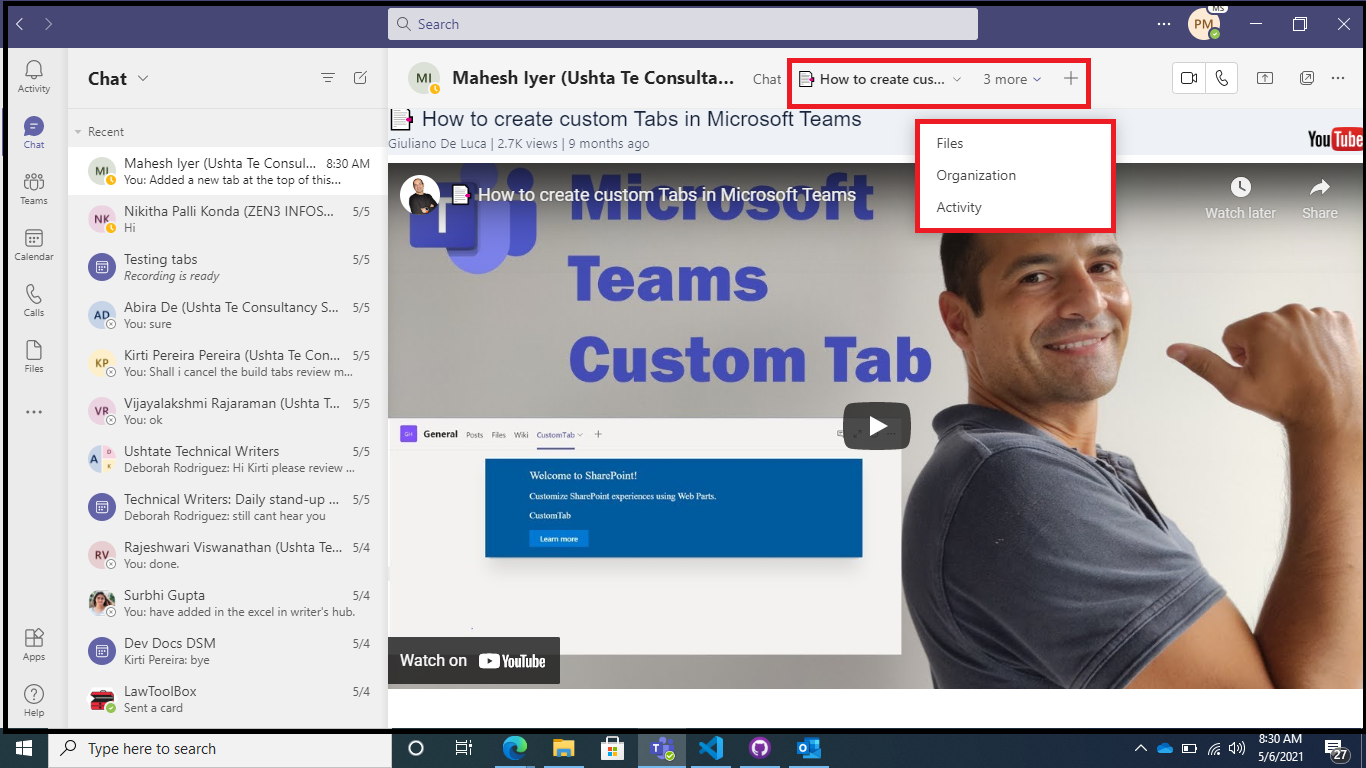 Search
Ms
PM
Activity
Chat
Teams
Calendar
Calls
Files
Apps
Help
Chat
Recent
MI
Mahesh Iyer (Ushta Te Consul...
8:30 AM
You: Added a new tab at the top of this...
NK
Nikitha Palli Konda (ZEN3 INFOS...
5/5
Hi
Testing tabs
5/5
Recording is ready
AD
Abira De (Ushta Te Consultancy S...
5/5
You: sure
KP
Kirti Pereira Pereira (Ushta Te Con...
5/5
You: Shall i cancel the build tabs review m...
VR
Vijayalakshmi Rajaraman (Ushta T...
5/5
You: ok
A
D
K
Ushtate Technical Writers
5/5
Deborah Rodriguez: Hi Kirti please review ...
Technical Writers: Daily stand-up ...
5/5
Deborah Rodriguez: still cant hear you
RV
Rajeshwari Viswanathan (Ushta Te...
5/4
You: done.
Surbhi Gupta
5/4
You: have added in the excel in writer's hub.
Dev Docs DSM
5/4
Kirti Pereira: bye
LawToolBox
5/4
Sent a card
MI
Mahesh Iyer (Ushta Te Consulta...
Chat
How to create cus...
3 more
How to create custom Tabs in Microsoft Teams
Giuliano De Luca | 2.7K views | 9 months ago
YouTube
Files
Organization
Activity
How to create custom Tabs in Microsoft Teams
Watch later
Share
T
Microsoft
Teams
Custom Tab
GH
General
Posts
Files
Wiki
CustomTab
Welcome to SharePoint!
Customize SharePoint experiences using Web Parts.
CustomTab
Learn more
Watch on YouTube
Type here to search
8:30 AM
5/6/2021
27